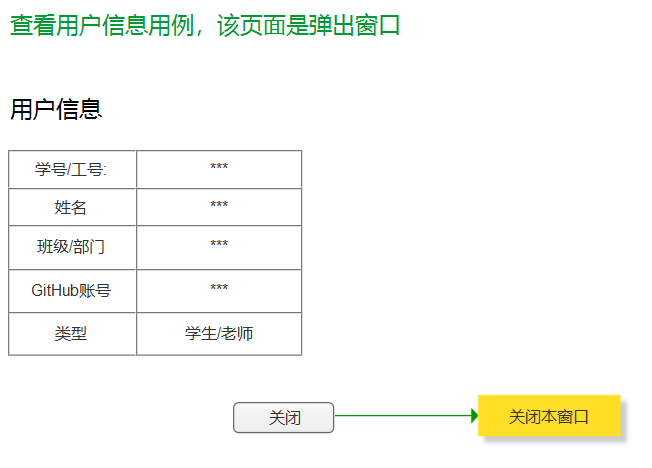 查看用户信息用例，该页面是弹出窗口
用户信息
学号/工号: ***
姓名 ***
班级/部门 ***
GitHub账号 ***
类型 学生/老师
关闭 关闭本窗口